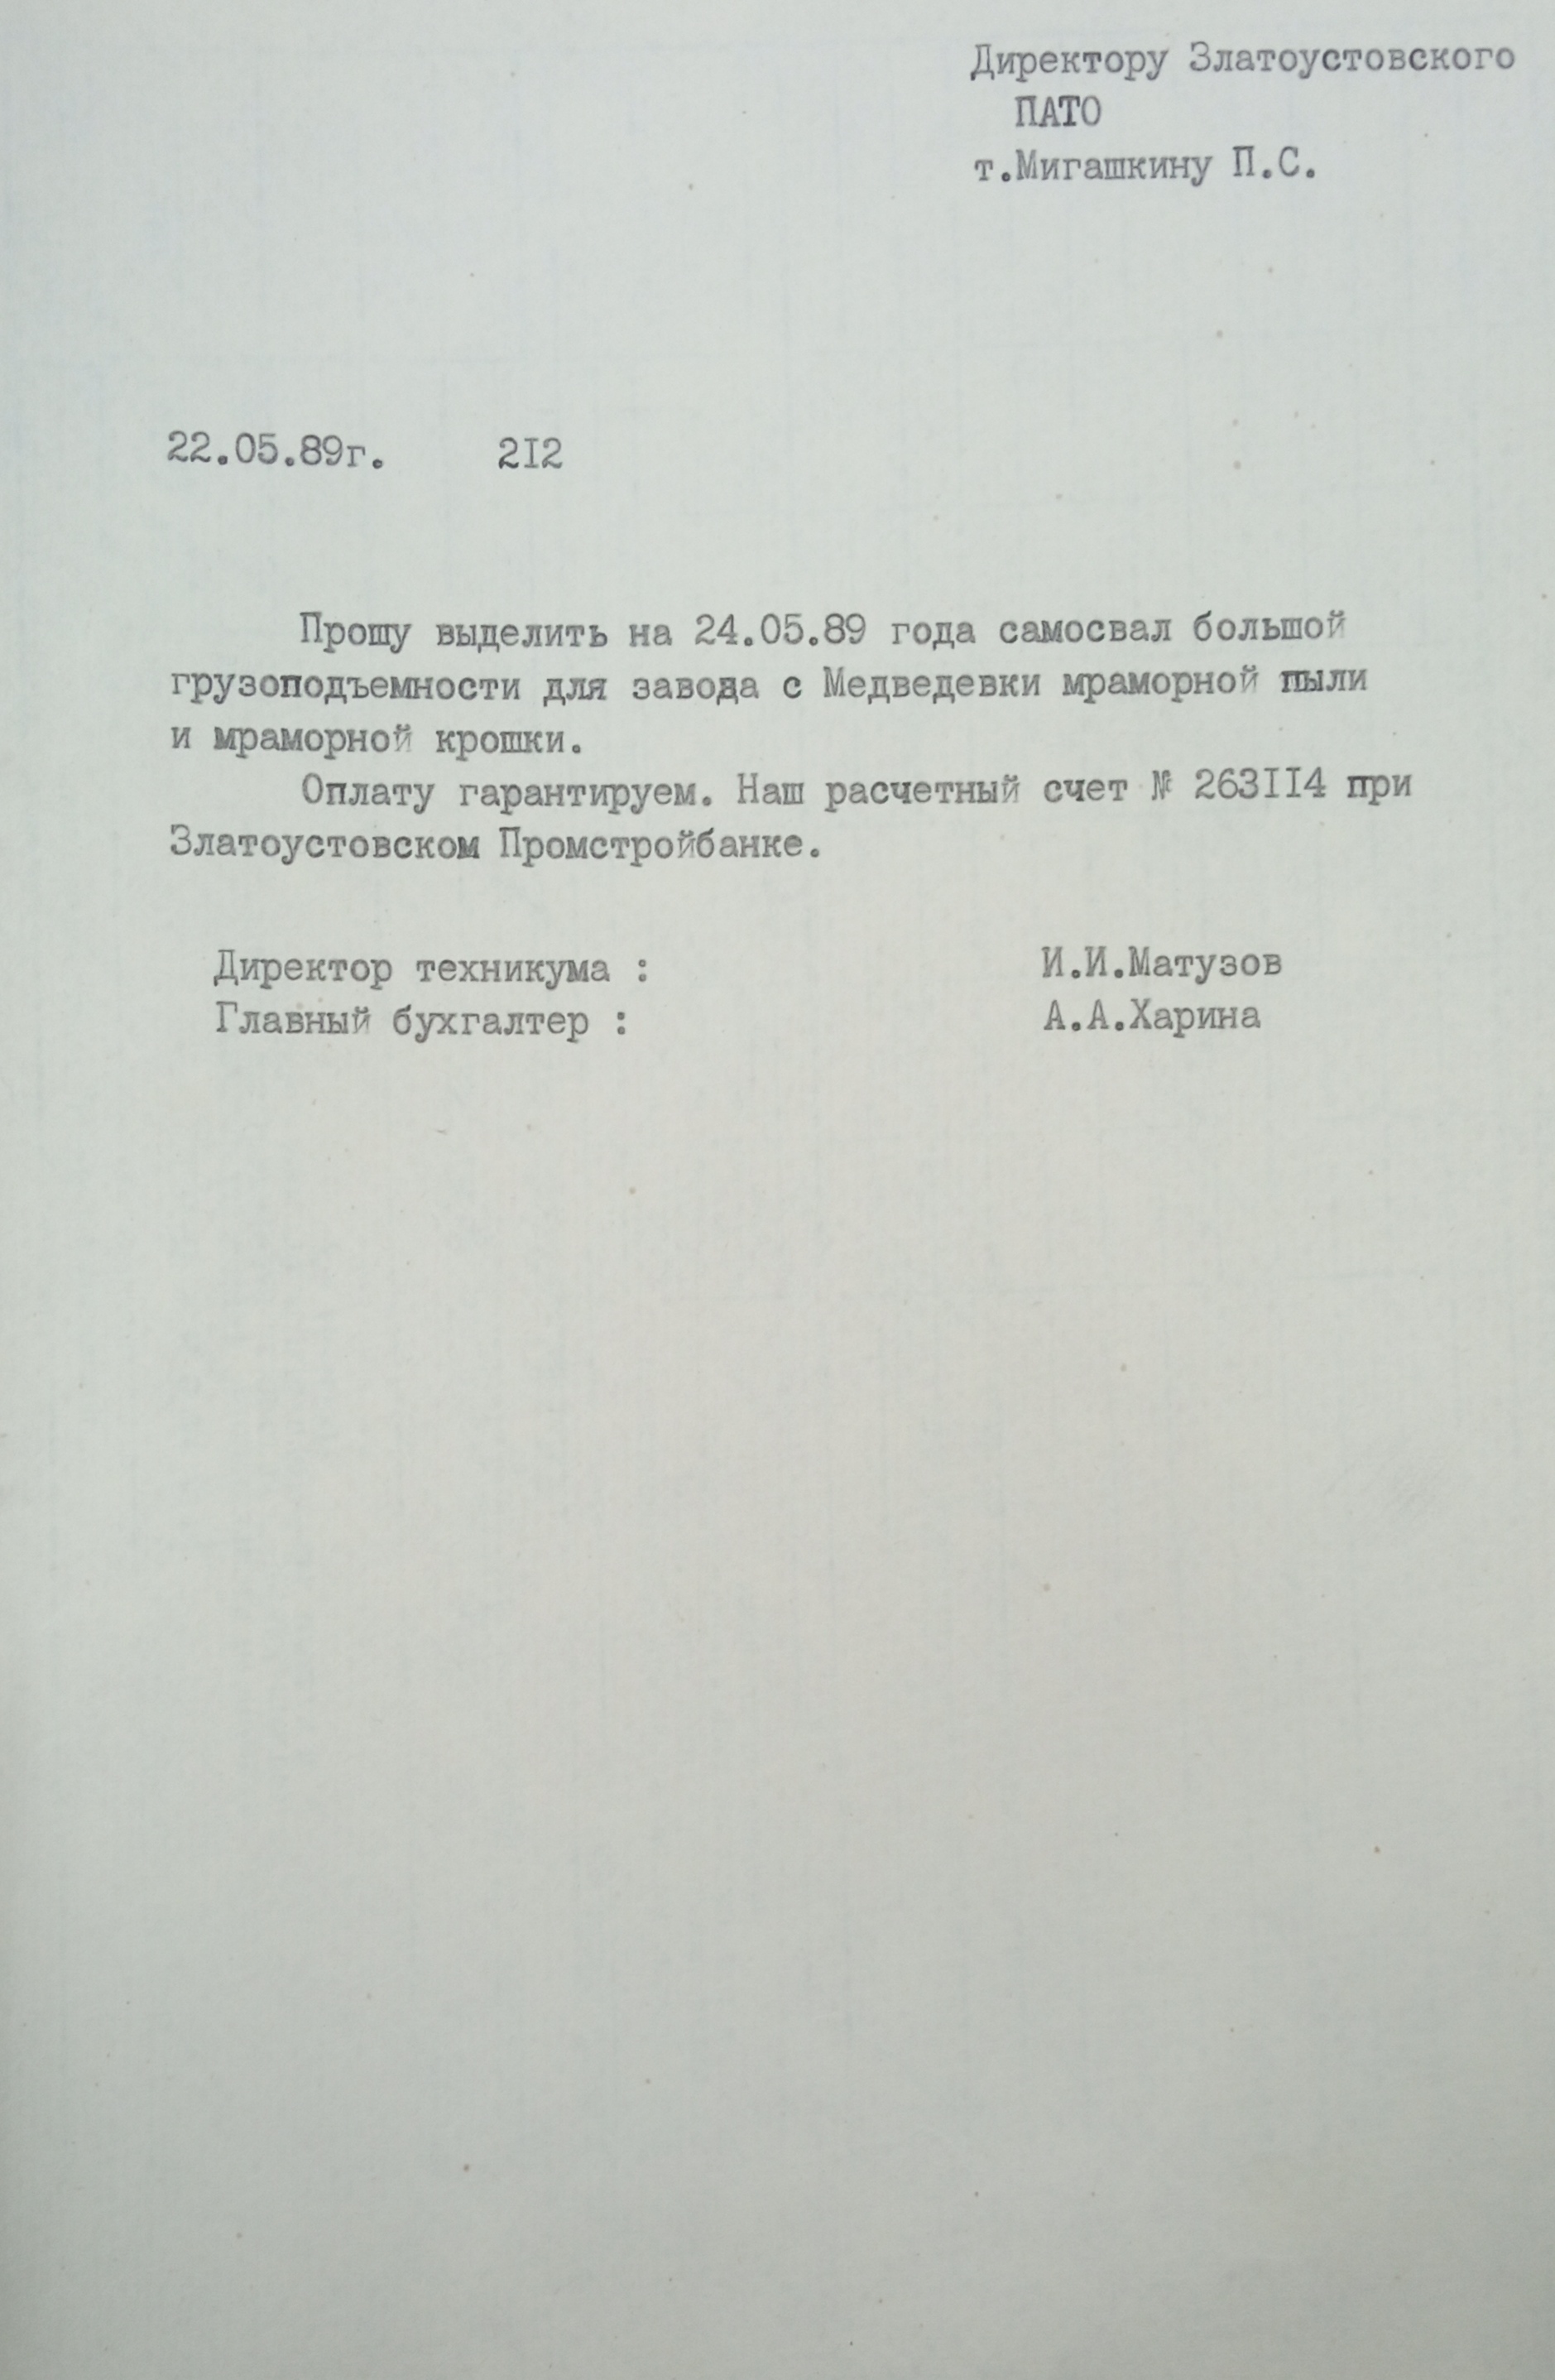 Директору Златоустовского
ПАТО
т.Мигашкину П.С.
22.05.89г. 2I2
Прошу выделить на 24.05.89 года самосвал большой
грузоподъемности для завода с Медведевки мраморной пыли
и мраморной крошки.
Оплату гарантируем. Наш расчетный счет № 263II4 при
Златоустовском Промстройбанке.
Директор техникума : И.И.Матузов
Главный бухгалтер : А.А.Харина